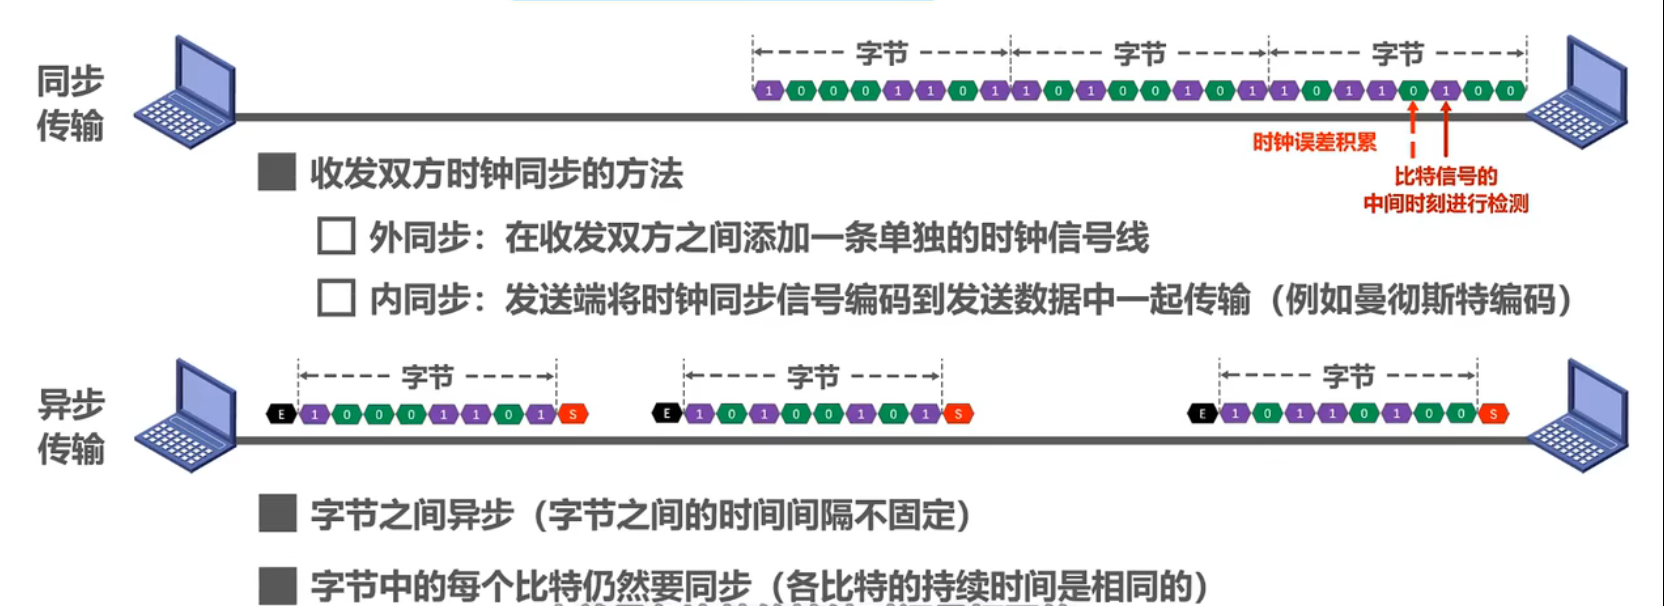 同步
传输
字节 字节 字节
1 0 0 0 1 1 0 1 1 0 1 0 0 1 0 1 1 0 1 1 0 1 0 0
时钟误差积累
比特信号的
中间时刻进行检测
收发双方时钟同步的方法
外同步：在收发双方之间添加一条单独的时钟信号线
内同步：发送端将时钟同步信号编码到发送数据中一起传输（例如曼彻斯特编码）
异步
传输
字节 字节 字节
E 1 0 0 0 1 1 0 1 S E 1 0 1 0 0 1 0 1 S E 1 0 1 1 0 1 0 0 S
字节之间异步（字节之间的时间间隔不固定）
字节中的每个比特仍然要同步（各比特的持续时间是相同的）